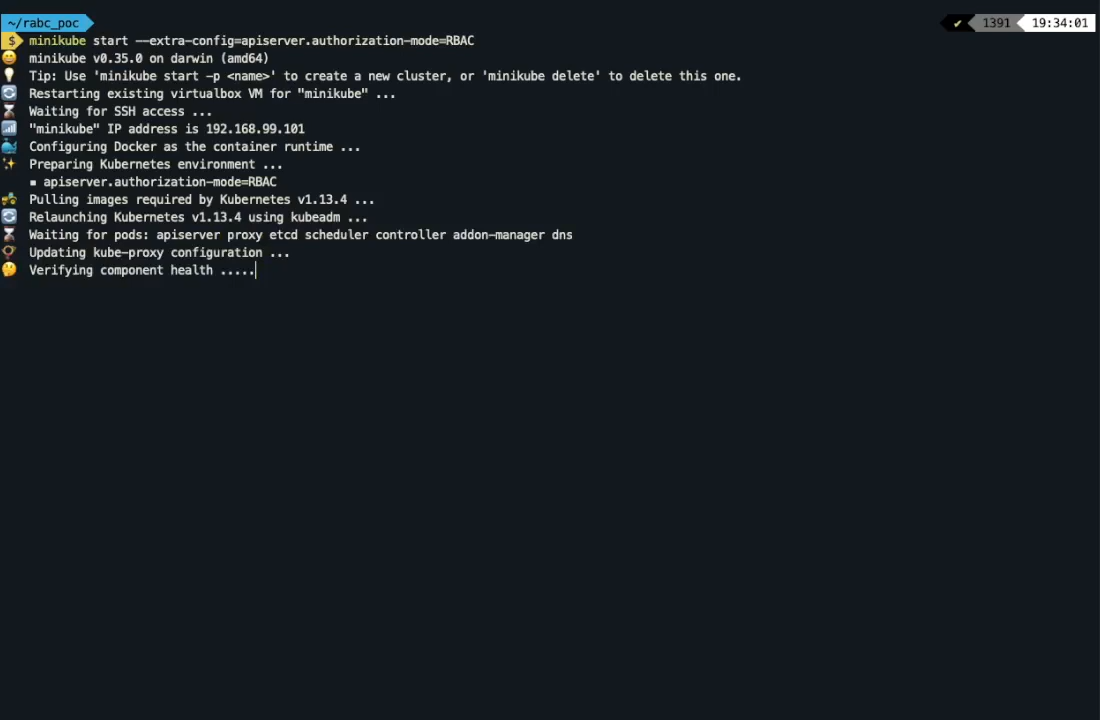 ~/rabc_poc ✔ 1391 19:34:01
$ minikube start --extra-config=apiserver.authorization-mode=RBAC
😄 minikube v0.35.0 on darwin (amd64)
💡 Tip: Use 'minikube start -p <name>' to create a new cluster, or 'minikube delete' to delete this one.
🔄 Restarting existing virtualbox VM for "minikube" ...
⌛ Waiting for SSH access ...
📶 "minikube" IP address is 192.168.99.101
🐳 Configuring Docker as the container runtime ...
✨ Preparing Kubernetes environment ...
▪ apiserver.authorization-mode=RBAC
🚜 Pulling images required by Kubernetes v1.13.4 ...
🔄 Relaunching Kubernetes v1.13.4 using kubeadm ...
⌛ Waiting for pods: apiserver proxy etcd scheduler controller addon-manager dns
📯 Updating kube-proxy configuration ...
🤔 Verifying component health .....